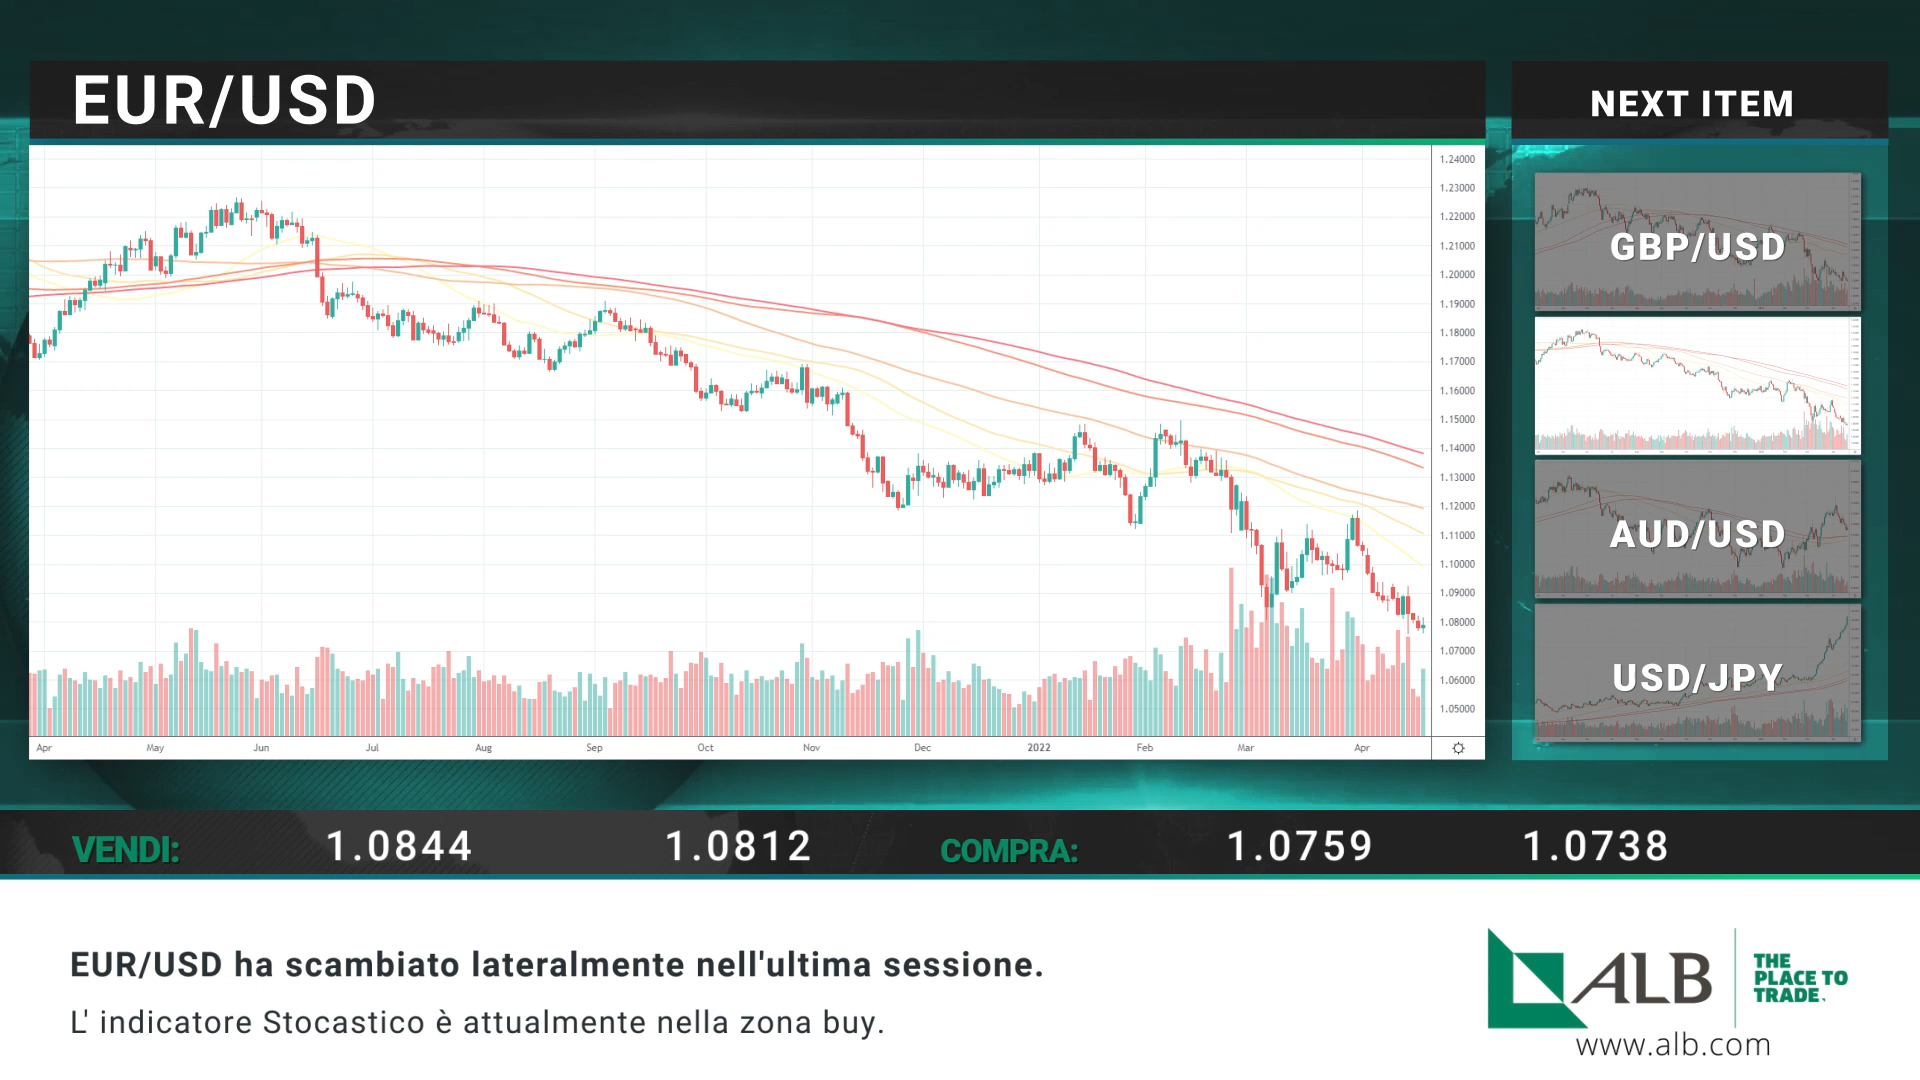 EUR/USD
NEXT ITEM
1.24000
1.23000
1.22000
1.21000
1.20000
1.19000
1.18000
1.17000
1.16000
1.15000
1.14000
1.13000
1.12000
1.11000
1.10000
1.09000
1.08000
1.07000
1.06000
1.05000
Apr May Jun Jul Aug Sep Oct Nov Dec 2022 Feb Mar Apr
GBP/USD
AUD/USD
USD/JPY
VENDI: 1.0844 1.0812 COMPRA: 1.0759 1.0738
EUR/USD ha scambiato lateralmente nell'ultima sessione.
L' indicatore Stocastico è attualmente nella zona buy.
ALB
THE
PLACE TO
TRADE.
www.alb.com